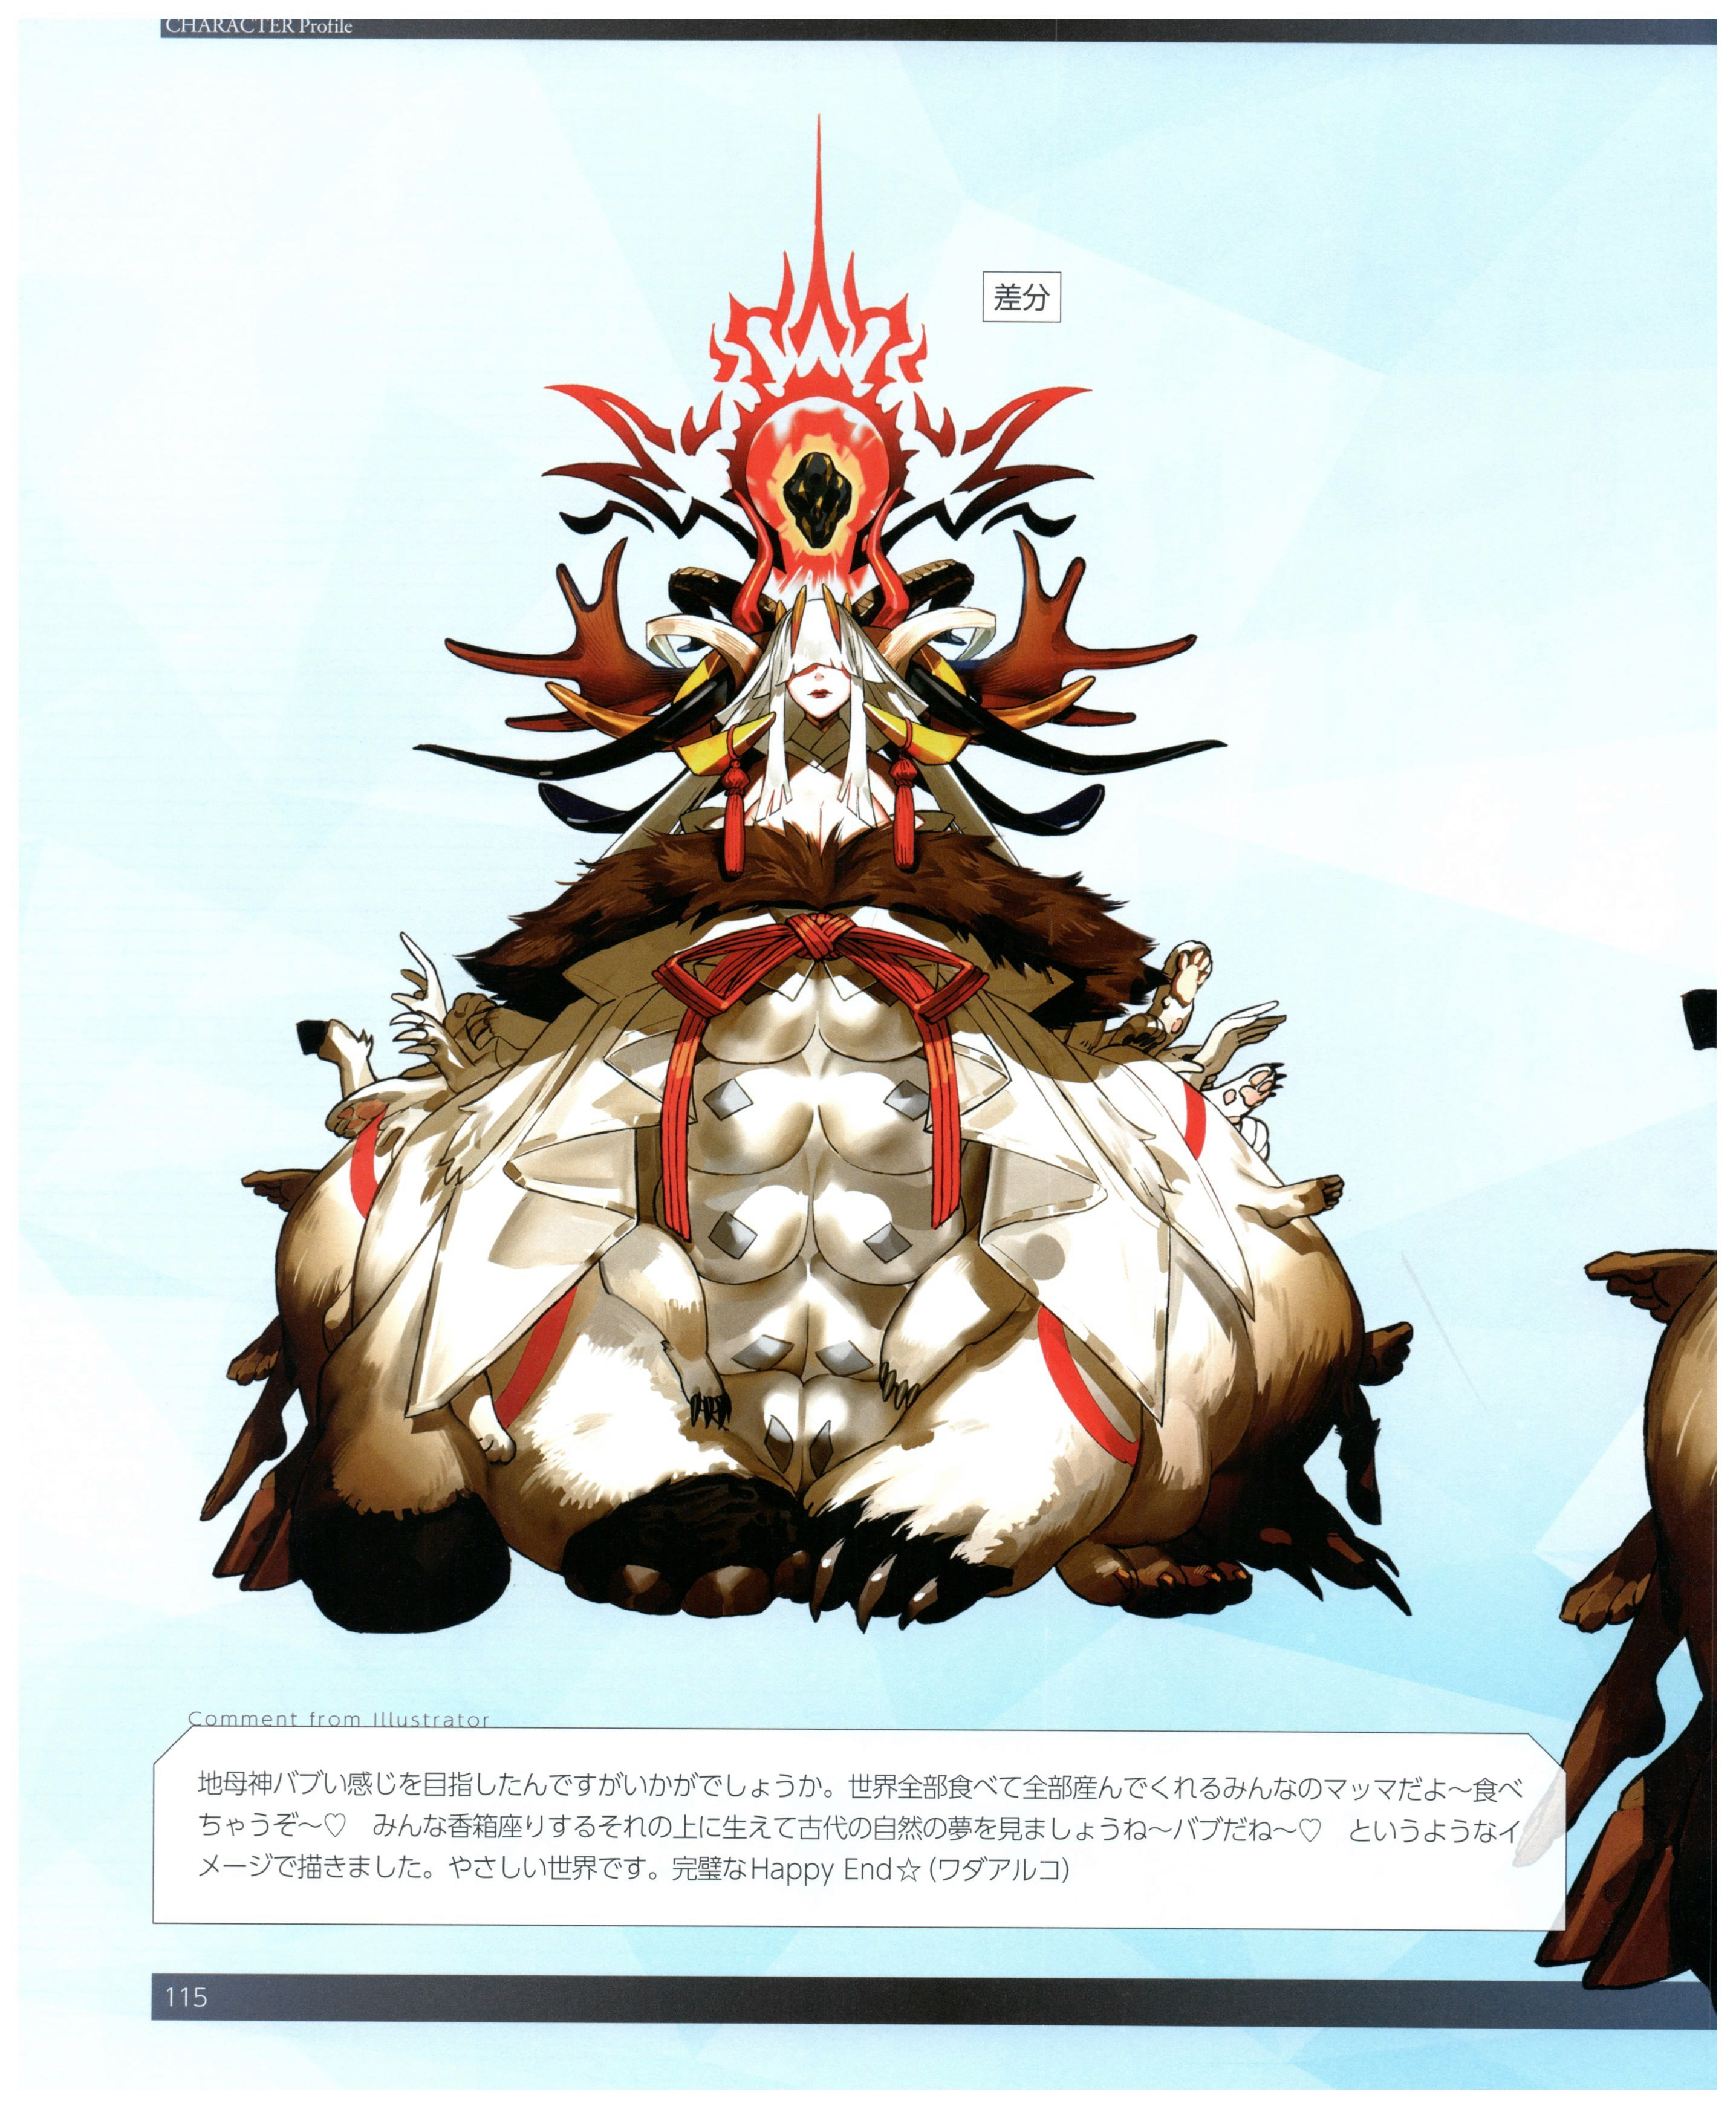 CHARACTER Profile
差分
Comment from Illustrator
地母神バブい感じを目指したんですがいかがでしょうか。世界全部食べて全部産んでくれるみんなのマッマだよ〜食べ
ちゃうぞ〜♡　みんな香箱座りするそれの上に生えて古代の自然の夢を見ましょうね〜バブだね〜♡　というようなイ
メージで描きました。やさしい世界です。完璧なHappy End☆（ワダアルコ）
115